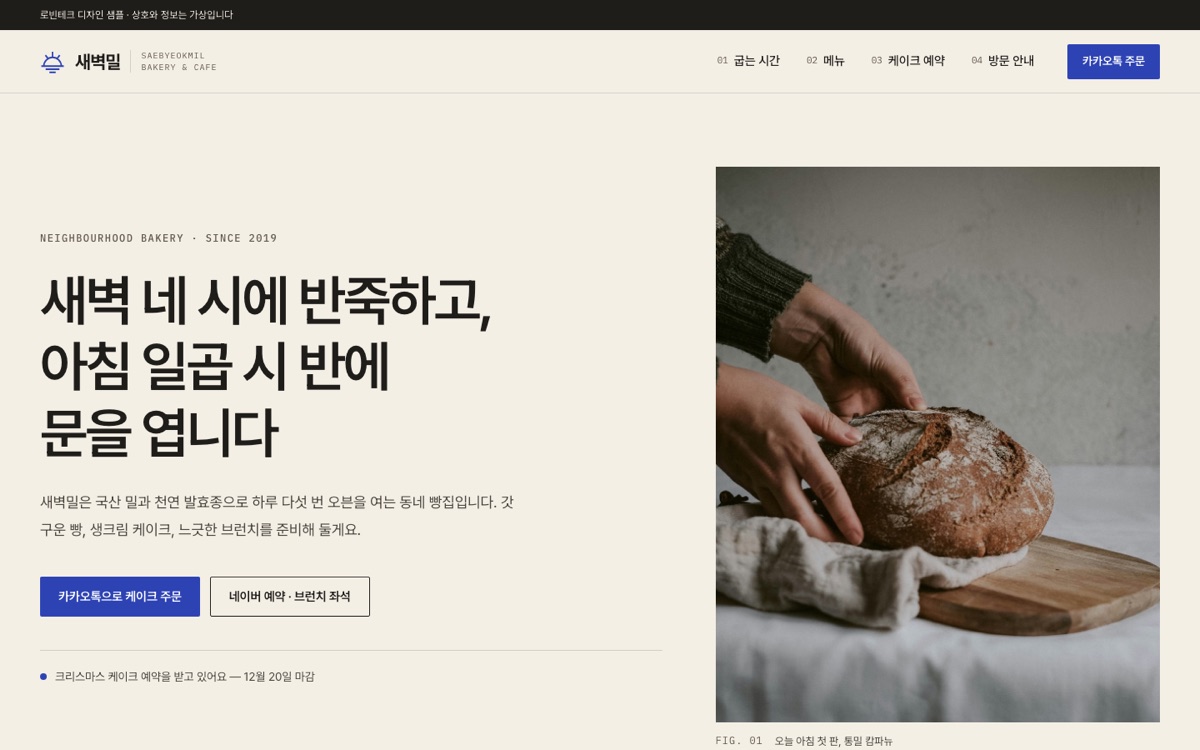 로빈테크 디자인 샘플 · 상호와 정보는 가상입니다
새벽밀
SAEBYEOKMIL
BAKERY & CAFE
01 굽는 시간
02 메뉴
03 케이크 예약
04 방문 안내
카카오톡 주문
NEIGHBOURHOOD BAKERY · SINCE 2019
새벽 네 시에 반죽하고,
아침 일곱 시 반에
문을 엽니다
새벽밀은 국산 밀과 천연 발효종으로 하루 다섯 번 오븐을 여는 동네 빵집입니다. 갓
구운 빵, 생크림 케이크, 느긋한 브런치를 준비해 둘게요.
카카오톡으로 케이크 주문
네이버 예약 · 브런치 좌석
크리스마스 케이크 예약을 받고 있어요 — 12월 20일 마감
FIG. 01 오늘 아침 첫 판, 통밀 캄파뉴